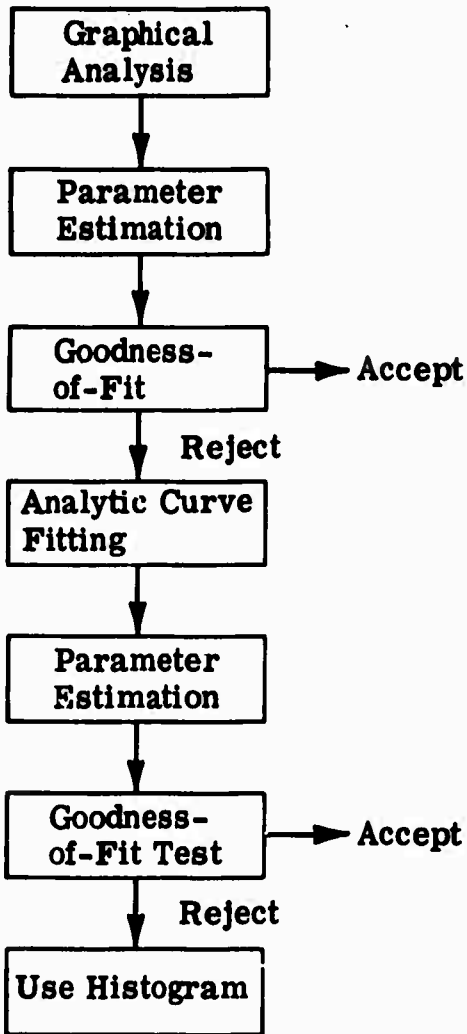 Graphical
Analysis
Parameter
Estimation
Goodness-
of-Fit
Accept
Reject
Analytic Curve
Fitting
Parameter
Estimation
Goodness-
of-Fit Test
Accept
Reject
Use Histogram